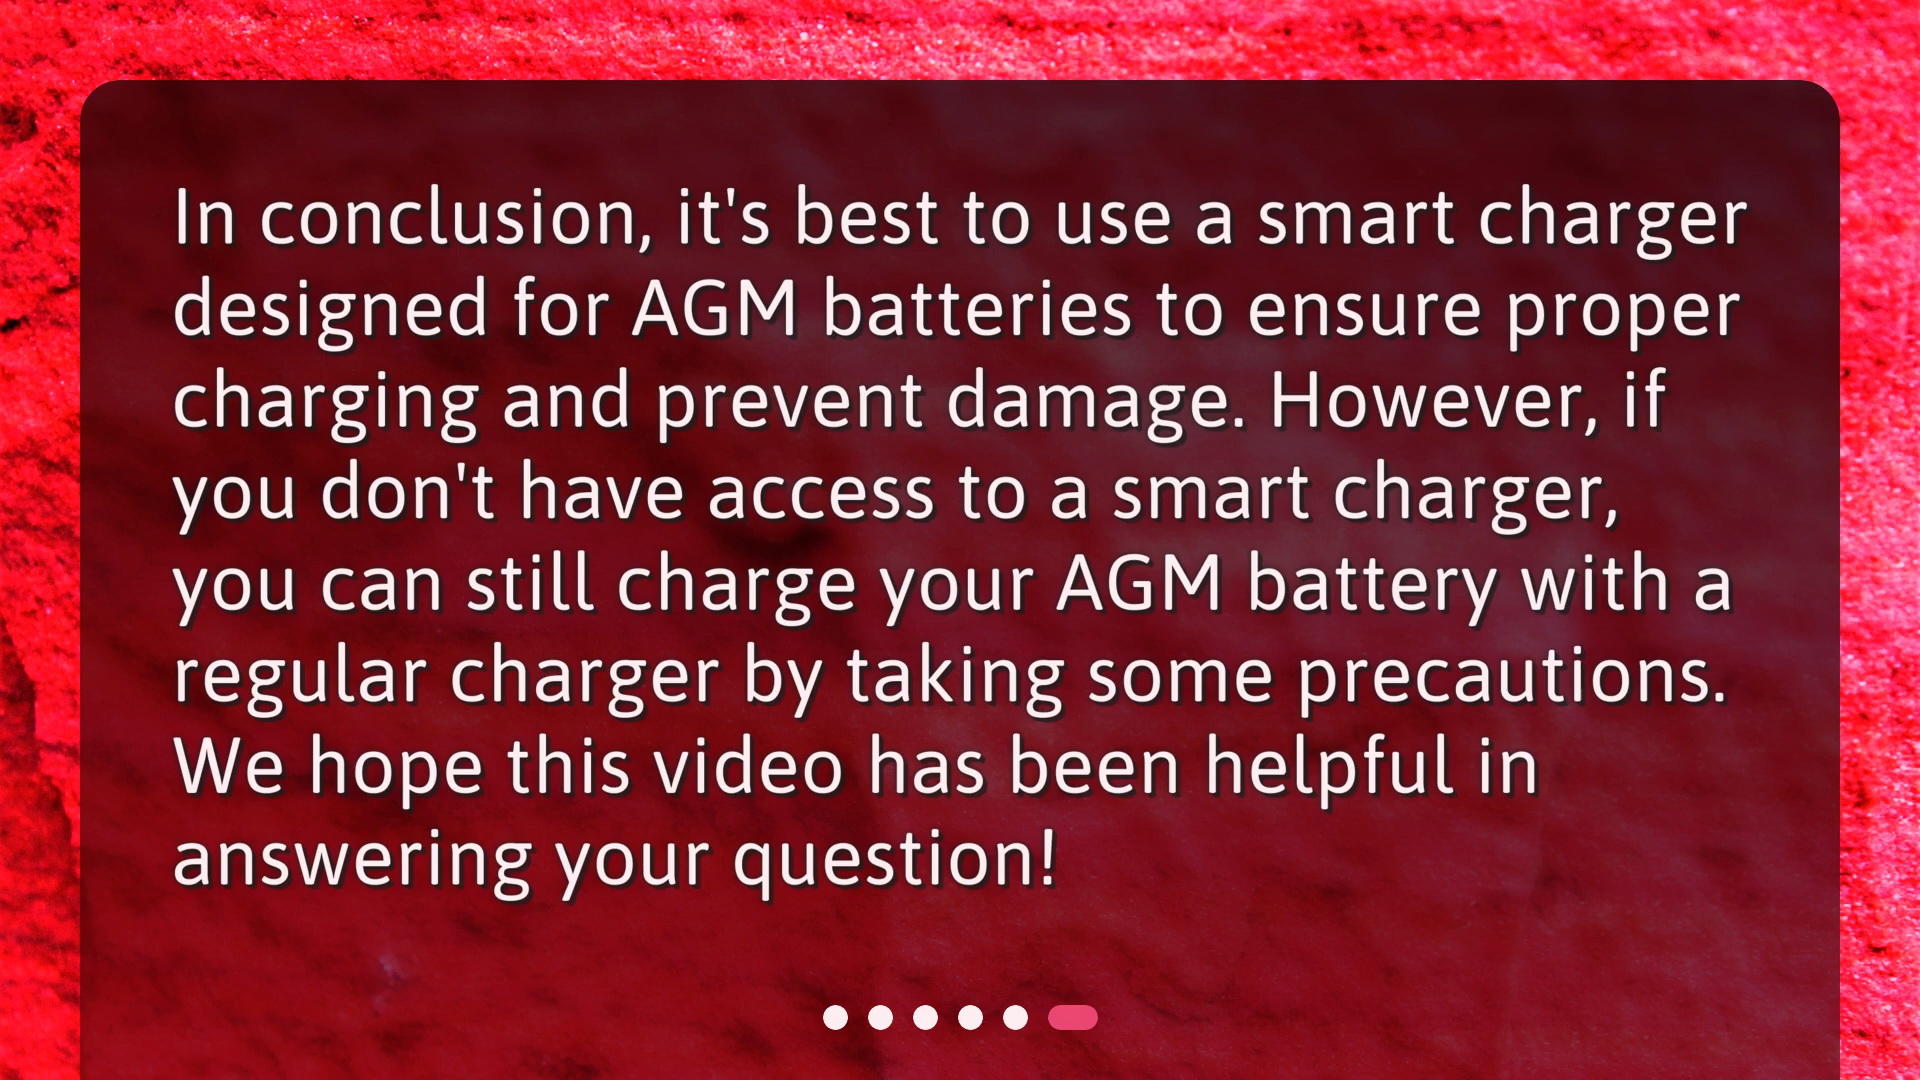 In conclusion, it's best to use a smart charger
designed for AGM batteries to ensure proper
charging and prevent damage. However, if
you don't have access to a smart charger,
you can still charge your AGM battery with a
regular charger by taking some precautions.
We hope this video has been helpful in
answering your question!